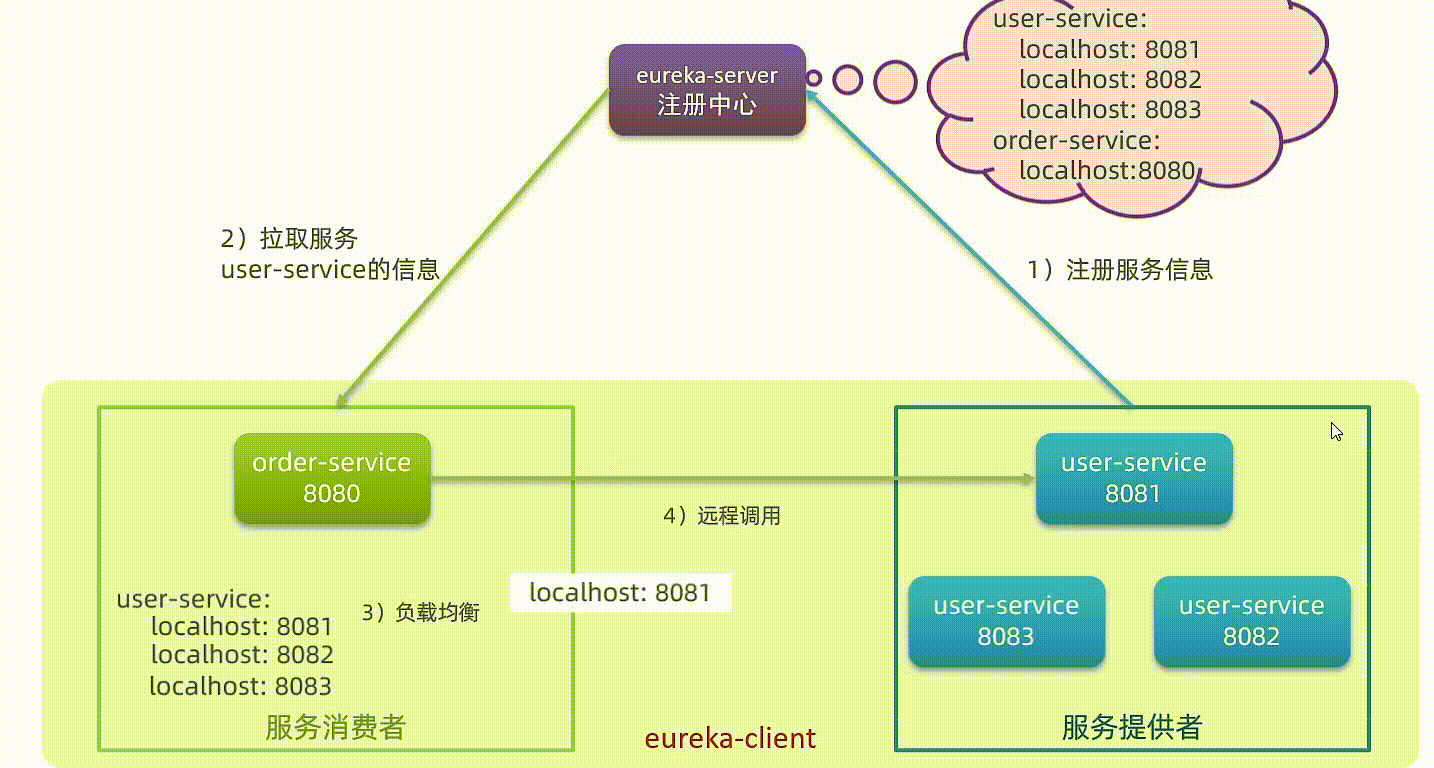 user-service:
localhost: 8081
localhost: 8082
localhost: 8083
order-service:
localhost:8080
eureka-server
注册中心
2）拉取服务
user-service的信息
1）注册服务信息
order-service
8080
user-service
8081
4）远程调用
localhost: 8081
user-service:
localhost: 8081
localhost: 8082
localhost: 8083
3）负载均衡
user-service
8083
user-service
8082
服务消费者
eureka-client
服务提供者